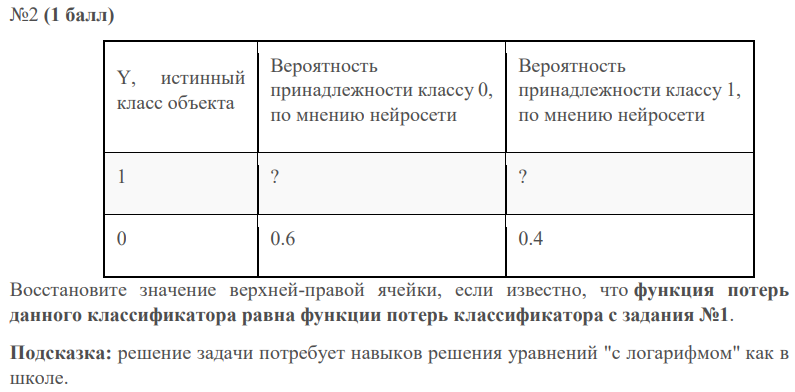 №2 (1 балл)
Y, истинный
класс объекта
Вероятность
принадлежности классу 0,
по мнению нейросети
Вероятность
принадлежности классу 1,
по мнению нейросети
1
?
?
0
0.6
0.4
Восстановите значение верхней-правой ячейки, если известно, что функция потерь
данного классификатора равна функции потерь классификатора с задания №1.
Подсказка: решение задачи потребует навыков решения уравнений "с логарифмом" как в
школе.